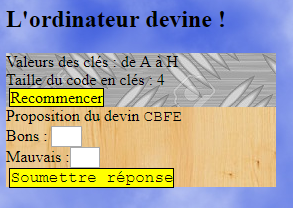 L'ordinateur devine !
Valeurs des clés : de A à H
Taille du code en clés : 4
Recommencer
Proposition du devin CBFE
Bons :
Mauvais :
Soumettre réponse